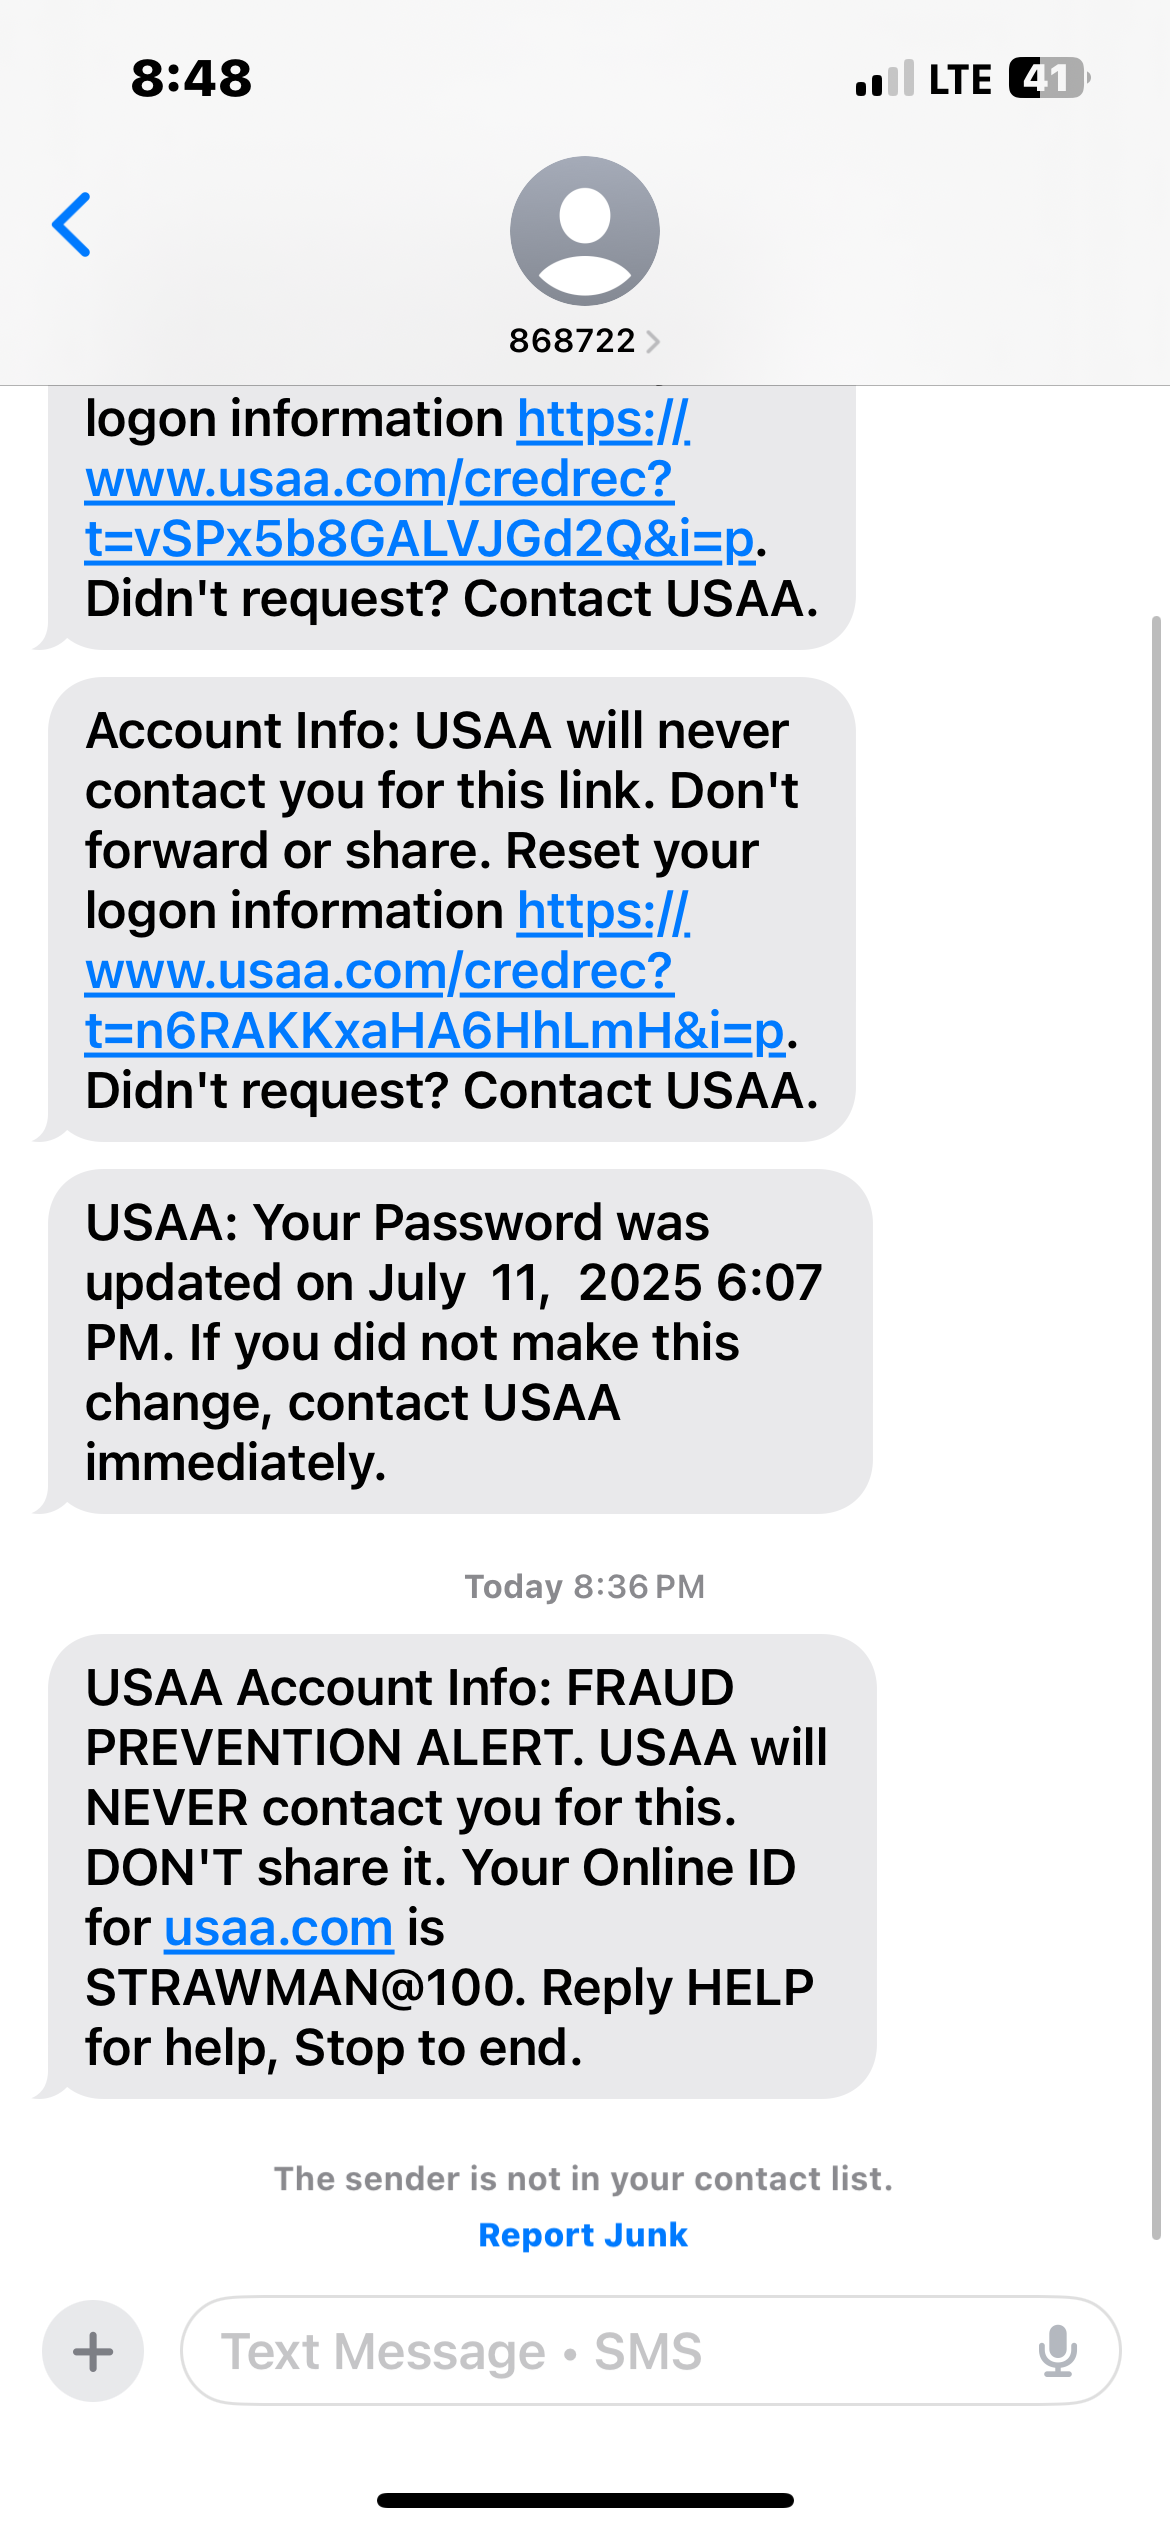 8:48
LTE 41
868722
logon information https://
www.usaa.com/credrec?
t=vSPx5b8GALVJGd2Q&i=p.
Didn't request? Contact USAA.
Account Info: USAA will never
contact you for this link. Don't
forward or share. Reset your
logon information https://
www.usaa.com/credrec?
t=n6RAKKxaHA6HhLmH&i=p.
Didn't request? Contact USAA.
USAA: Your Password was
updated on July  11,  2025 6:07
PM. If you did not make this
change, contact USAA
immediately.
Today 8:36 PM
USAA Account Info: FRAUD
PREVENTION ALERT. USAA will
NEVER contact you for this.
DON'T share it. Your Online ID
for usaa.com is
STRAWMAN@100. Reply HELP
for help, Stop to end.
The sender is not in your contact list.
Report Junk
Text Message • SMS